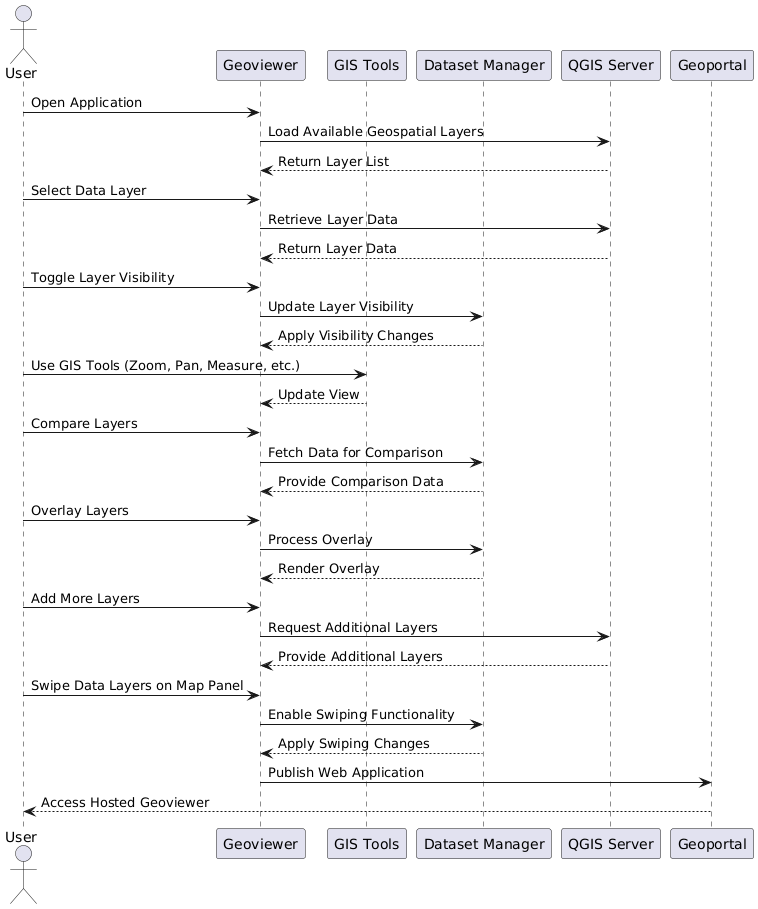 User
Geoviewer
GIS Tools
Dataset Manager
QGIS Server
Geoportal
Open Application
Load Available Geospatial Layers
Return Layer List
Select Data Layer
Retrieve Layer Data
Return Layer Data
Toggle Layer Visibility
Update Layer Visibility
Apply Visibility Changes
Use GIS Tools (Zoom, Pan, Measure, etc.)
Update View
Compare Layers
Fetch Data for Comparison
Provide Comparison Data
Overlay Layers
Process Overlay
Render Overlay
Add More Layers
Request Additional Layers
Provide Additional Layers
Swipe Data Layers on Map Panel
Enable Swiping Functionality
Apply Swiping Changes
Publish Web Application
Access Hosted Geoviewer
User
Geoviewer
GIS Tools
Dataset Manager
QGIS Server
Geoportal